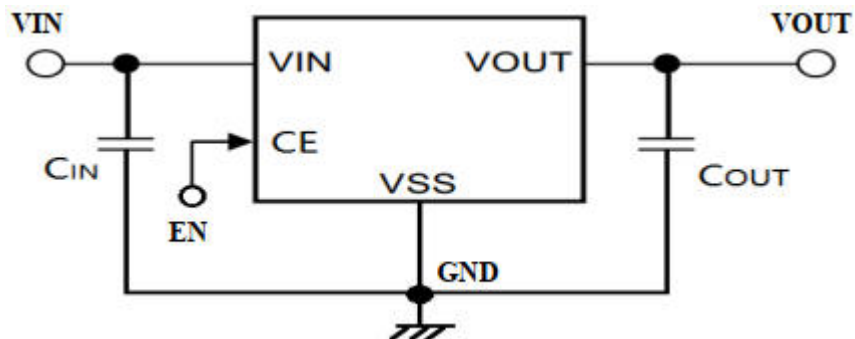 VIN VOUT
VIN VOUT
CE
CIN
VSS
COUT
EN
GND